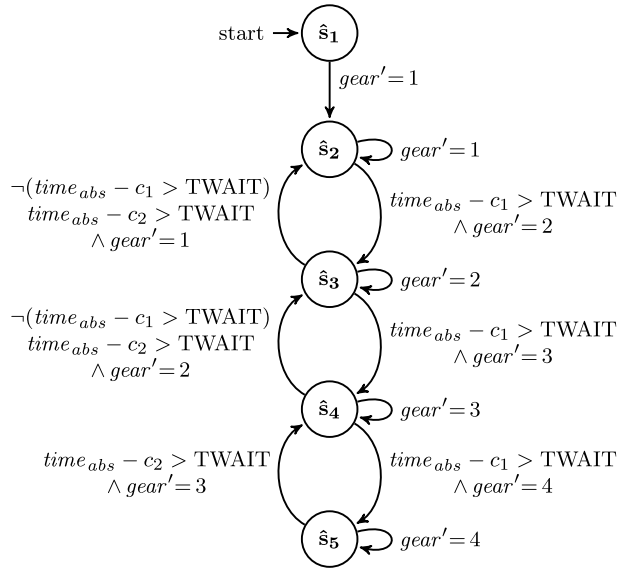 start
ŝ₁
gear′= 1
ŝ₂
gear′= 1
¬(time_abs − c₁ > TWAIT)
time_abs − c₂ > TWAIT
∧ gear′= 1
time_abs − c₁ > TWAIT
∧ gear′= 2
ŝ₃
gear′= 2
¬(time_abs − c₁ > TWAIT)
time_abs − c₂ > TWAIT
∧ gear′= 2
time_abs − c₁ > TWAIT
∧ gear′= 3
ŝ₄
gear′= 3
time_abs − c₂ > TWAIT
∧ gear′= 3
time_abs − c₁ > TWAIT
∧ gear′= 4
ŝ₅
gear′= 4